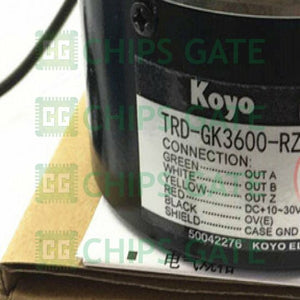 CHIPS GATE
Koyo
TRD-GK3600-RZ
CONNECTION:
GREEN OUT A
WHITE OUT B
YELLOW OUT Z
RED DC+10~30V
BLACK OV(E)
SHIELD CASE GND
50042276 KOYO EL